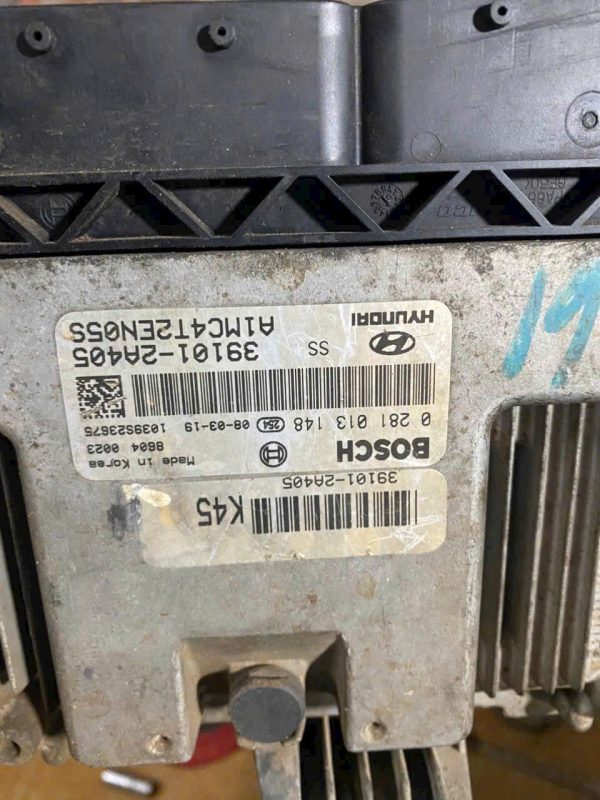 BOSCH
0 281 013 148 254 08-03-19 1039S23675
8604 0023
Made in Korea
HYUNDAI
SS
39101-2A405
A1MC4T2EN05S
39101-2A405
K45
19